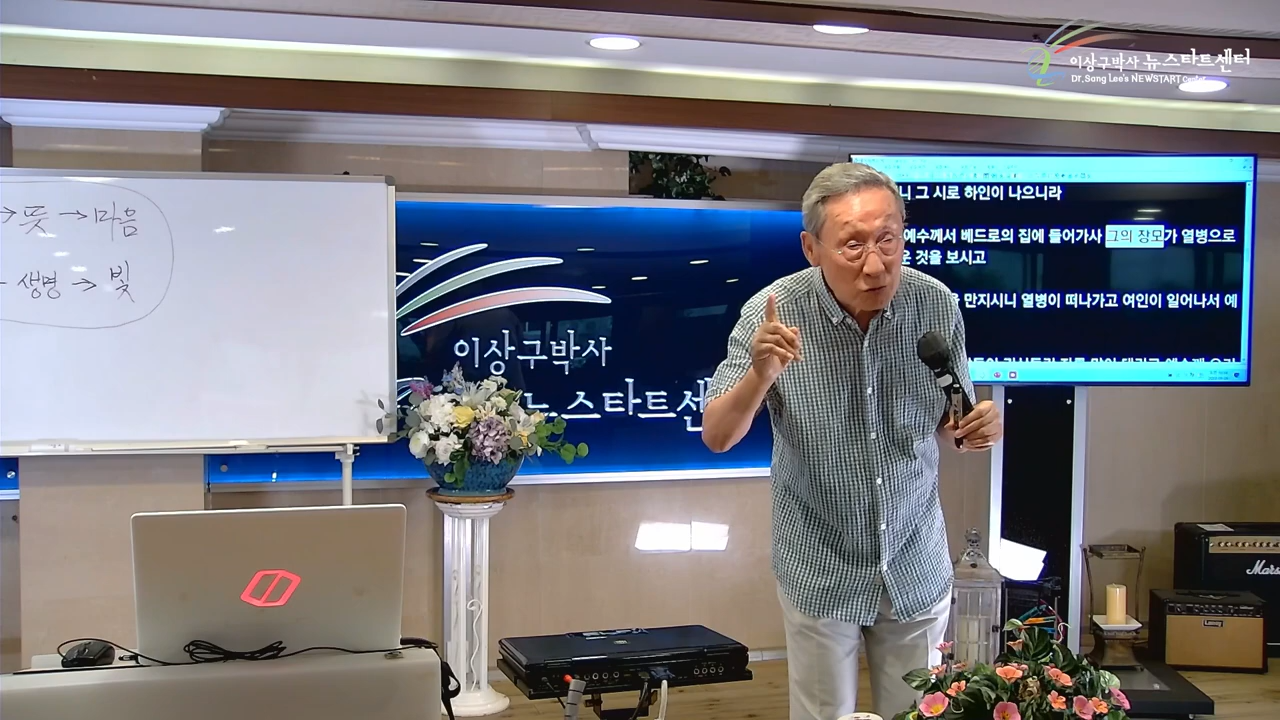 이상구박사 뉴스타트센터
Dr. Sang Lee's NEWSTART Center
→ 뜻 → 마음
생명 → 빛
니 그 시로 하인이 나으니라
예수께서 베드로의 집에 들어가사 그의 장모가 열병으로
운 것을 보시고
만지시니 열병이 떠나가고 여인이 일어나서 예
이상구박사
뉴스타트센
Mars
Laney